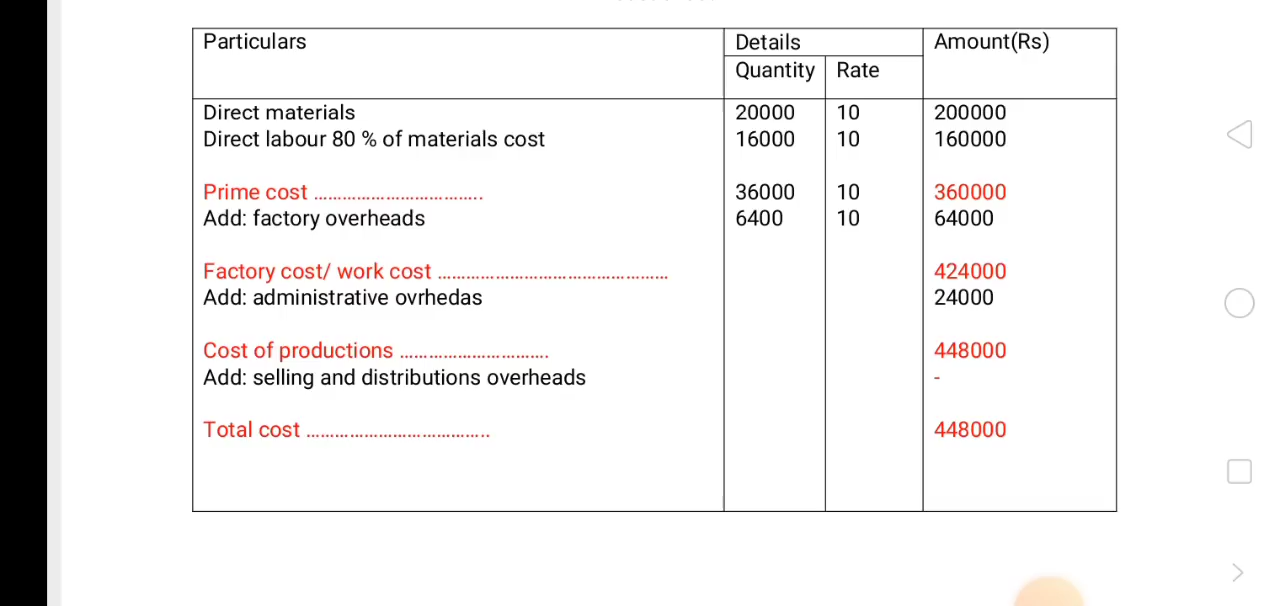 Particulars Details Amount(Rs)
Quantity Rate
Direct materials 20000 10 200000
Direct labour 80 % of materials cost 16000 10 160000
Prime cost ................................... 36000 10 360000
Add: factory overheads 6400 10 64000
Factory cost/ work cost ................................................ 424000
Add: administrative ovrhedas 24000
Cost of productions ............................... 448000
Add: selling and distributions overheads -
Total cost ...................................... 448000